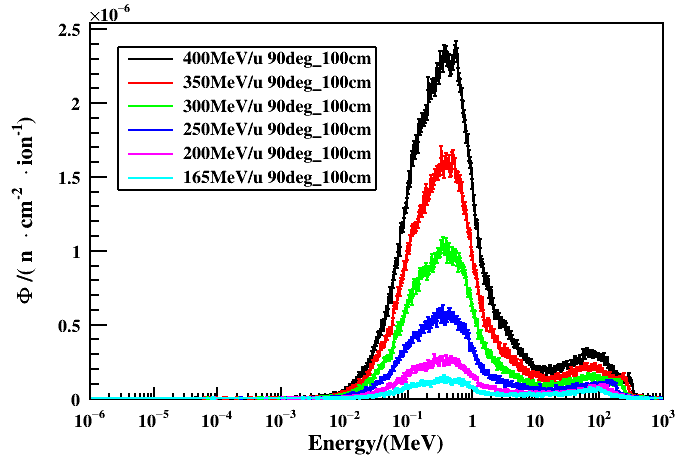 ×10⁻⁶
2.5
2
1.5
1
0.5
0
Φ /( n · cm⁻² · ion⁻¹)
400MeV/u 90deg_100cm
350MeV/u 90deg_100cm
300MeV/u 90deg_100cm
250MeV/u 90deg_100cm
200MeV/u 90deg_100cm
165MeV/u 90deg_100cm
10⁻⁶ 10⁻⁵ 10⁻⁴ 10⁻³ 10⁻² 10⁻¹ 1 10 10² 10³
Energy/(MeV)